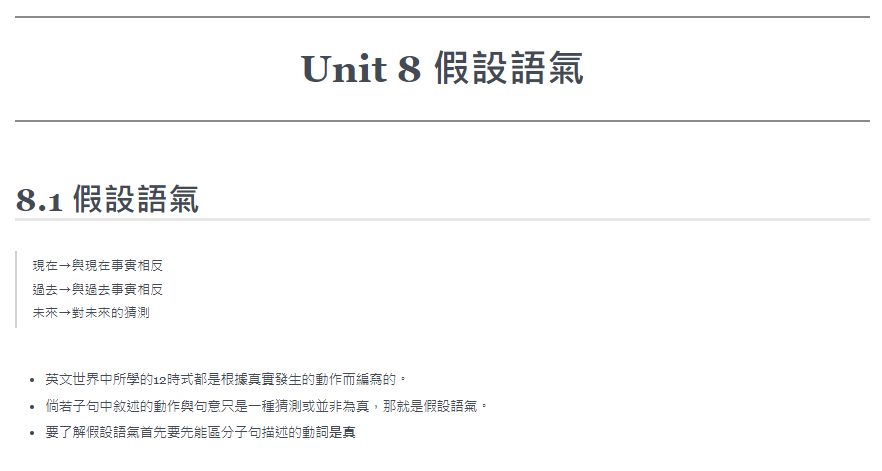 Unit 8 假設語氣
8.1 假設語氣
現在→與現在事實相反
過去→與過去事實相反
未來→對未來的猜測
英文世界中所學的12時式都是根據真實發生的動作而編寫的。
倘若子句中敘述的動作與句意只是一種猜測或並非為真，那就是假設語氣。
要了解假設語氣首先要先能區分子句描述的動詞是真